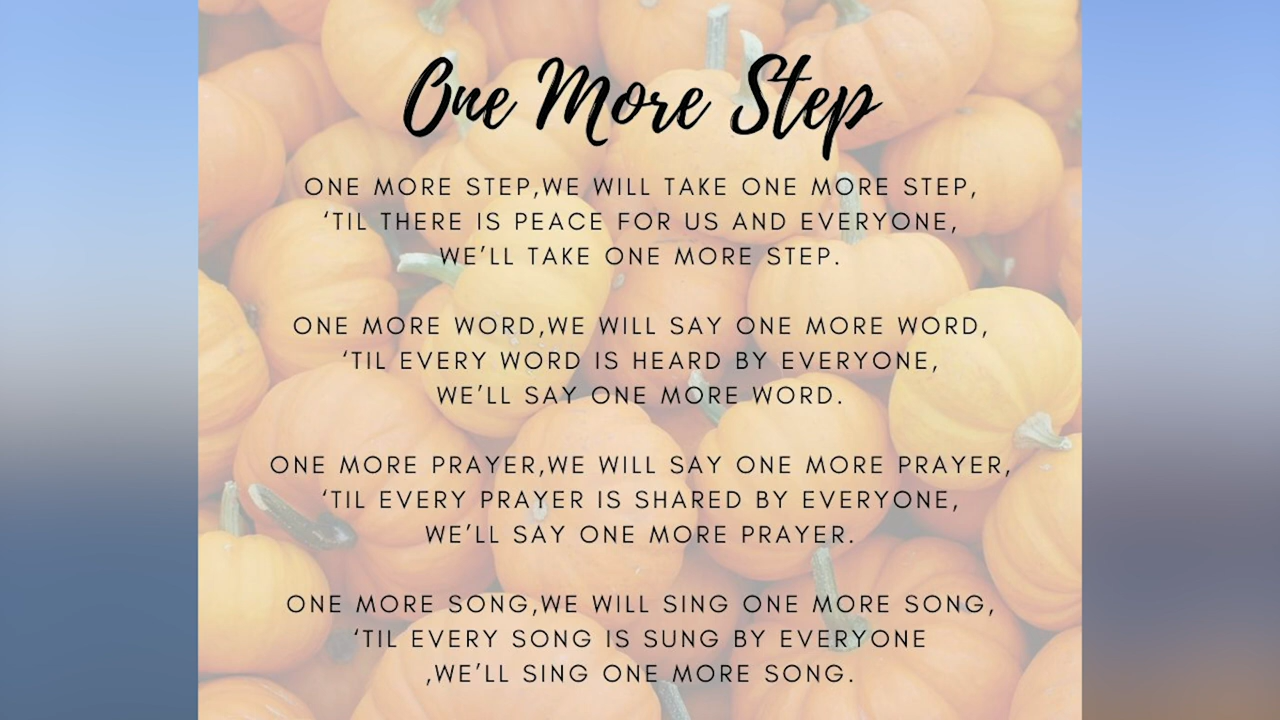 One More Step
ONE MORE STEP,WE WILL TAKE ONE MORE STEP,
‘TIL THERE IS PEACE FOR US AND EVERYONE,
WE’LL TAKE ONE MORE STEP.
ONE MORE WORD,WE WILL SAY ONE MORE WORD,
‘TIL EVERY WORD IS HEARD BY EVERYONE,
WE’LL SAY ONE MORE WORD.
ONE MORE PRAYER,WE WILL SAY ONE MORE PRAYER,
‘TIL EVERY PRAYER IS SHARED BY EVERYONE,
WE’LL SAY ONE MORE PRAYER.
ONE MORE SONG,WE WILL SING ONE MORE SONG,
‘TIL EVERY SONG IS SUNG BY EVERYONE
,WE’LL SING ONE MORE SONG.